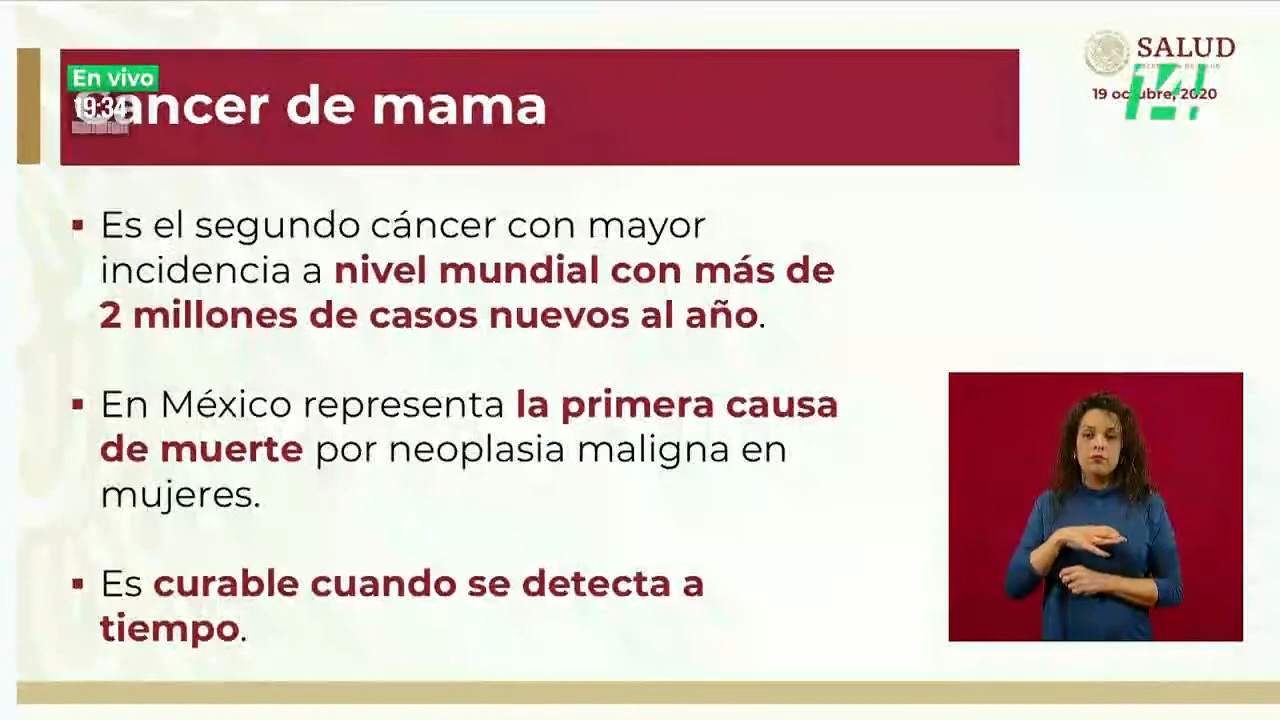 En vivo
19:34
Cáncer de mama
SALUD
19 octubre, 2020
14
Es el segundo cáncer con mayor
incidencia a nivel mundial con más de
2 millones de casos nuevos al año.
En México representa la primera causa
de muerte por neoplasia maligna en
mujeres.
Es curable cuando se detecta a
tiempo.